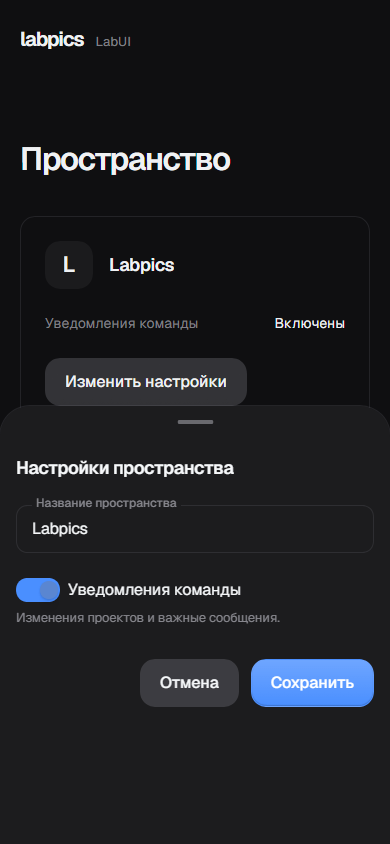 labpics LabUI
Пространство
L Labpics
Уведомления команды Включены
Изменить настройки
Настройки пространства
Название пространства
Labpics
Уведомления команды
Изменения проектов и важные сообщения.
Отмена Сохранить